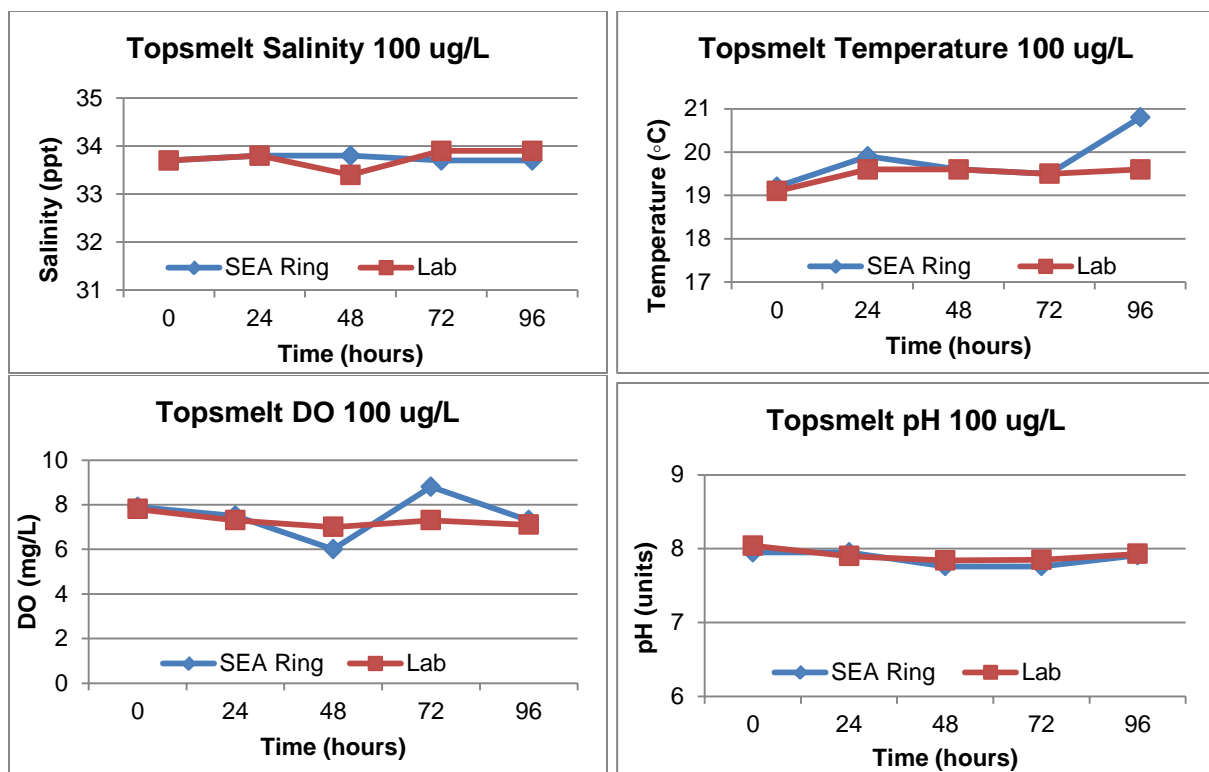 Topsmelt Salinity 100 ug/L
35
34
33
32
31
Salinity (ppt)
SEA Ring Lab
0 24 48 72 96
Time (hours)
Topsmelt Temperature 100 ug/L
21
20
19
18
17
Temperature (◦C)
SEA Ring Lab
0 24 48 72 96
Time (hours)
Topsmelt DO 100 ug/L
10
8
6
4
2
0
DO (mg/L)
SEA Ring Lab
0 24 48 72 96
Time (hours)
Topsmelt pH 100 ug/L
9
8
7
6
pH (units)
SEA Ring Lab
0 24 48 72 96
Time (hours)